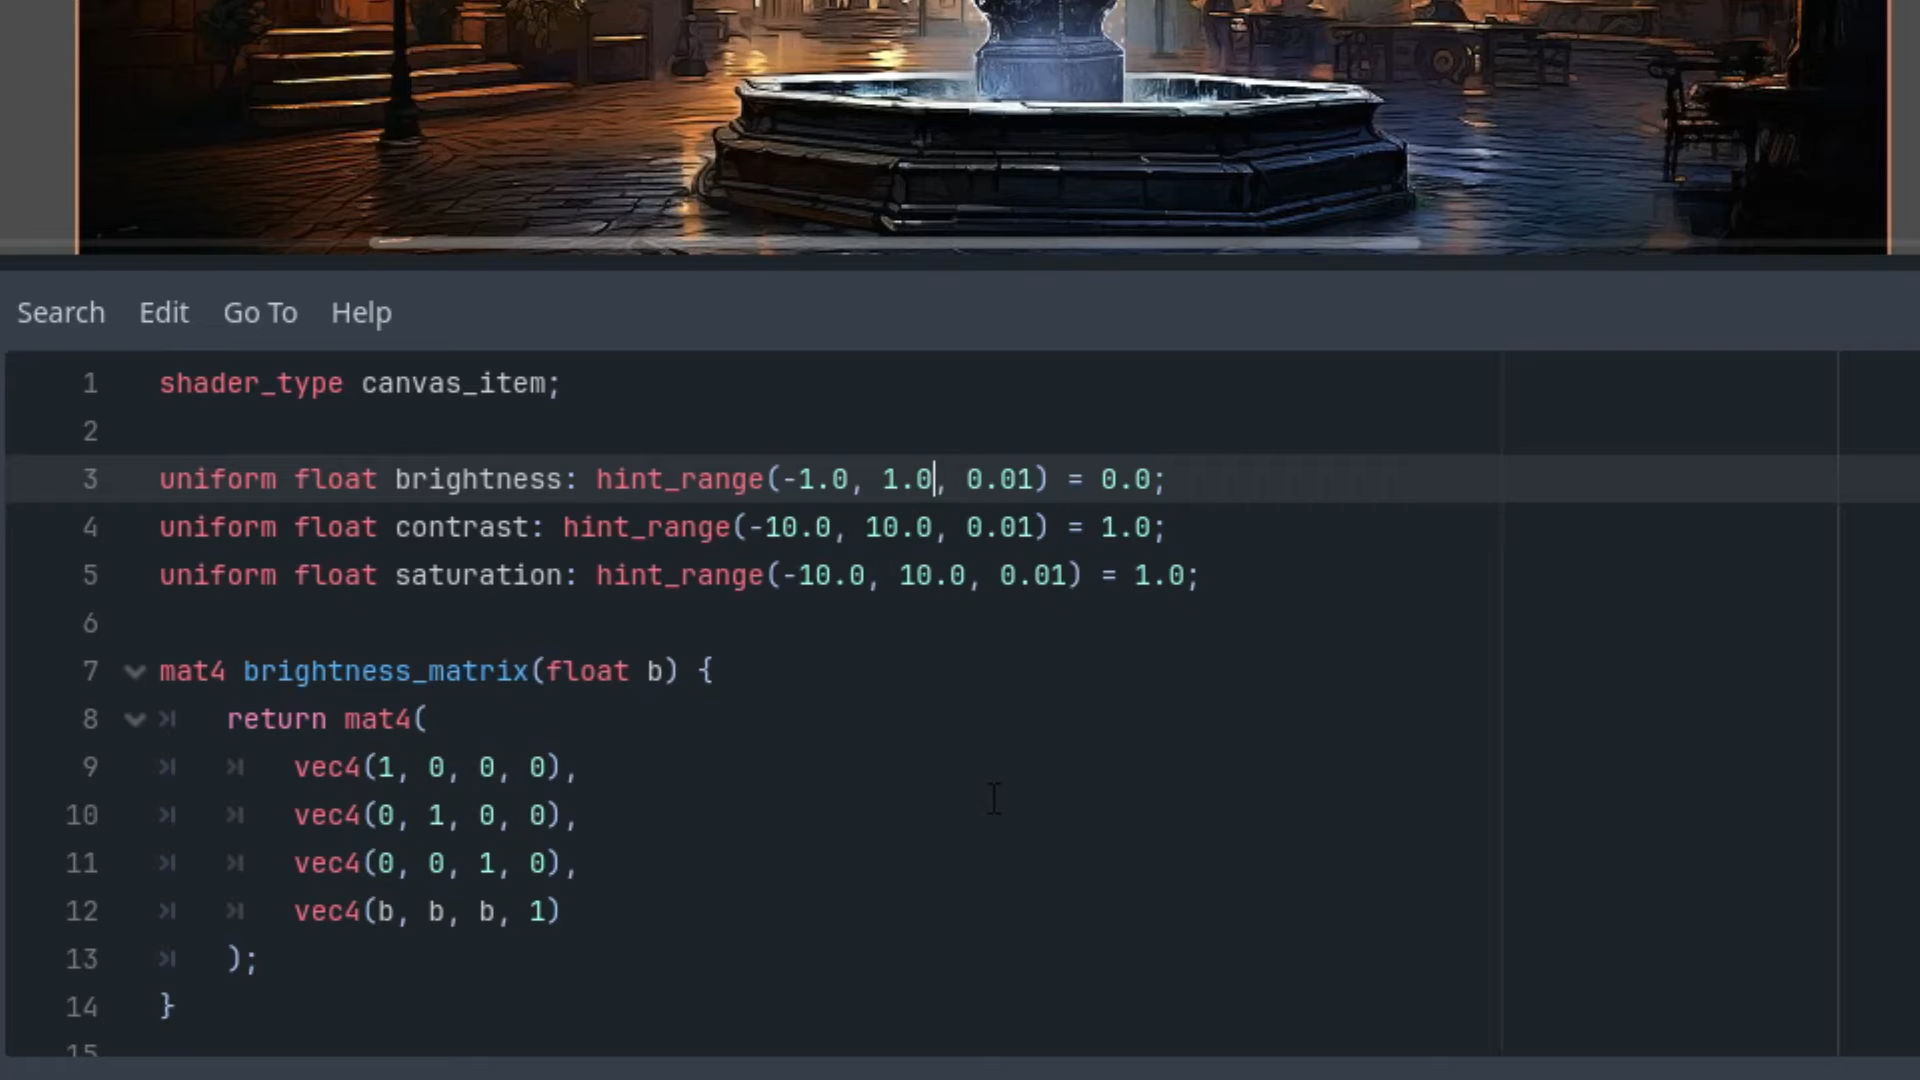 Search Edit Go To Help
1 shader_type canvas_item;
2
3 uniform float brightness: hint_range(-1.0, 1.0, 0.01) = 0.0;
4 uniform float contrast: hint_range(-10.0, 10.0, 0.01) = 1.0;
5 uniform float saturation: hint_range(-10.0, 10.0, 0.01) = 1.0;
6
7 mat4 brightness_matrix(float b) {
8 return mat4(
9 vec4(1, 0, 0, 0),
10 vec4(0, 1, 0, 0),
11 vec4(0, 0, 1, 0),
12 vec4(b, b, b, 1)
13 );
14 }
15